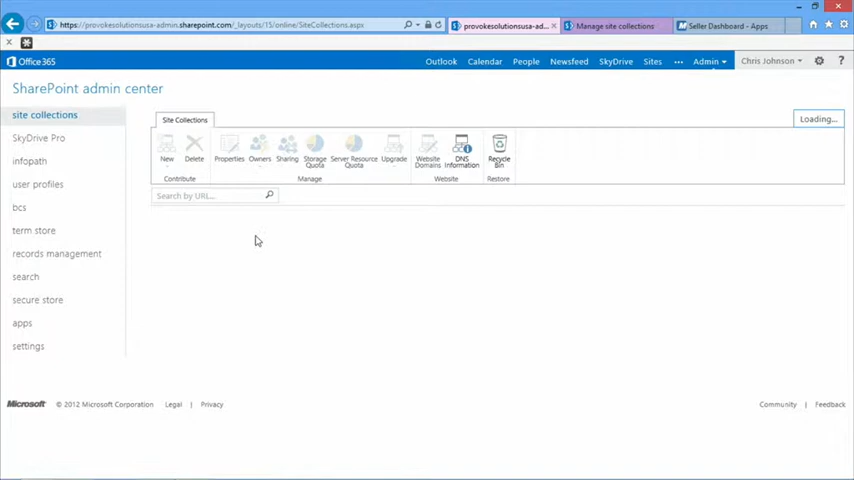 https://provokesolutionsusa-admin.sharepoint.com/_layouts/15/online/SiteCollections.aspx
provokesolutionsusa-ad...
Manage site collections
Seller Dashboard - Apps
Office 365
Outlook Calendar People Newsfeed SkyDrive Sites ... Admin Chris Johnson ?
SharePoint admin center
site collections
SkyDrive Pro
infopath
user profiles
bcs
term store
records management
search
secure store
apps
settings
Site Collections
Loading...
New
Delete
Properties
Owners
Sharing
Storage Quota
Server Resource Quota
Upgrade
Website Domains
DNS Information
Recycle Bin
Contribute Manage Website Restore
Search by URL...
Microsoft © 2012 Microsoft Corporation Legal | Privacy
Community | Feedback